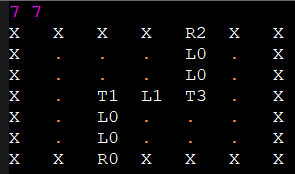 7 7
X X X X R2 X X
X . . . L0 . X
X . . . L0 . X
X . T1 L1 T3 . X
X . L0 . . . X
X . L0 . . . X
X X R0 X X X X